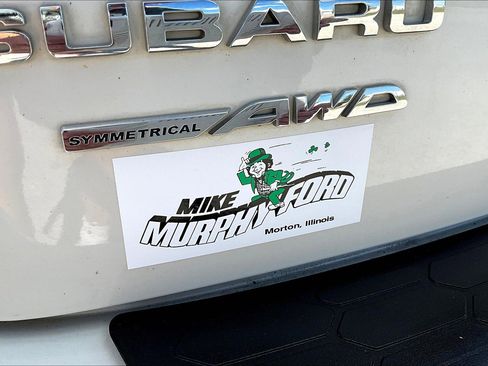 SUBARU
SYMMETRICAL AWD
MIKE
MURPHY FORD
Morton, Illinois